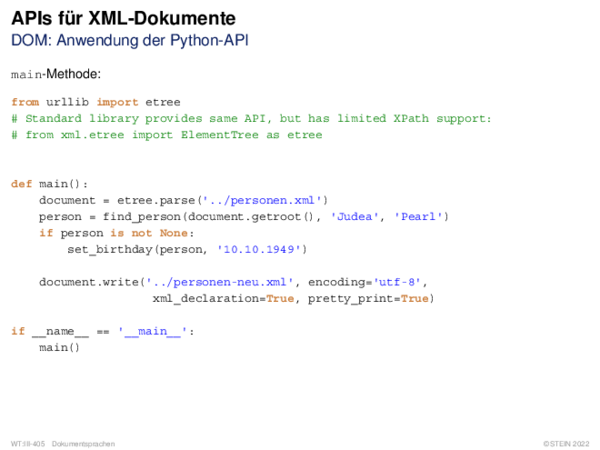 APIs für XML-Dokumente
DOM: Anwendung der Python-API
main-Methode:
from urllib import etree
# Standard library provides same API, but has limited XPath support:
# from xml.etree import ElementTree as etree
def main():
    document = etree.parse('../personen.xml')
    person = find_person(document.getroot(), 'Judea', 'Pearl')
    if person is not None:
        set_birthday(person, '10.10.1949')
    document.write('../personen-neu.xml', encoding='utf-8',
                    xml_declaration=True, pretty_print=True)
if __name__ == '__main__':
    main()
WT:III-405 Dokumentsprachen ©STEIN 2022